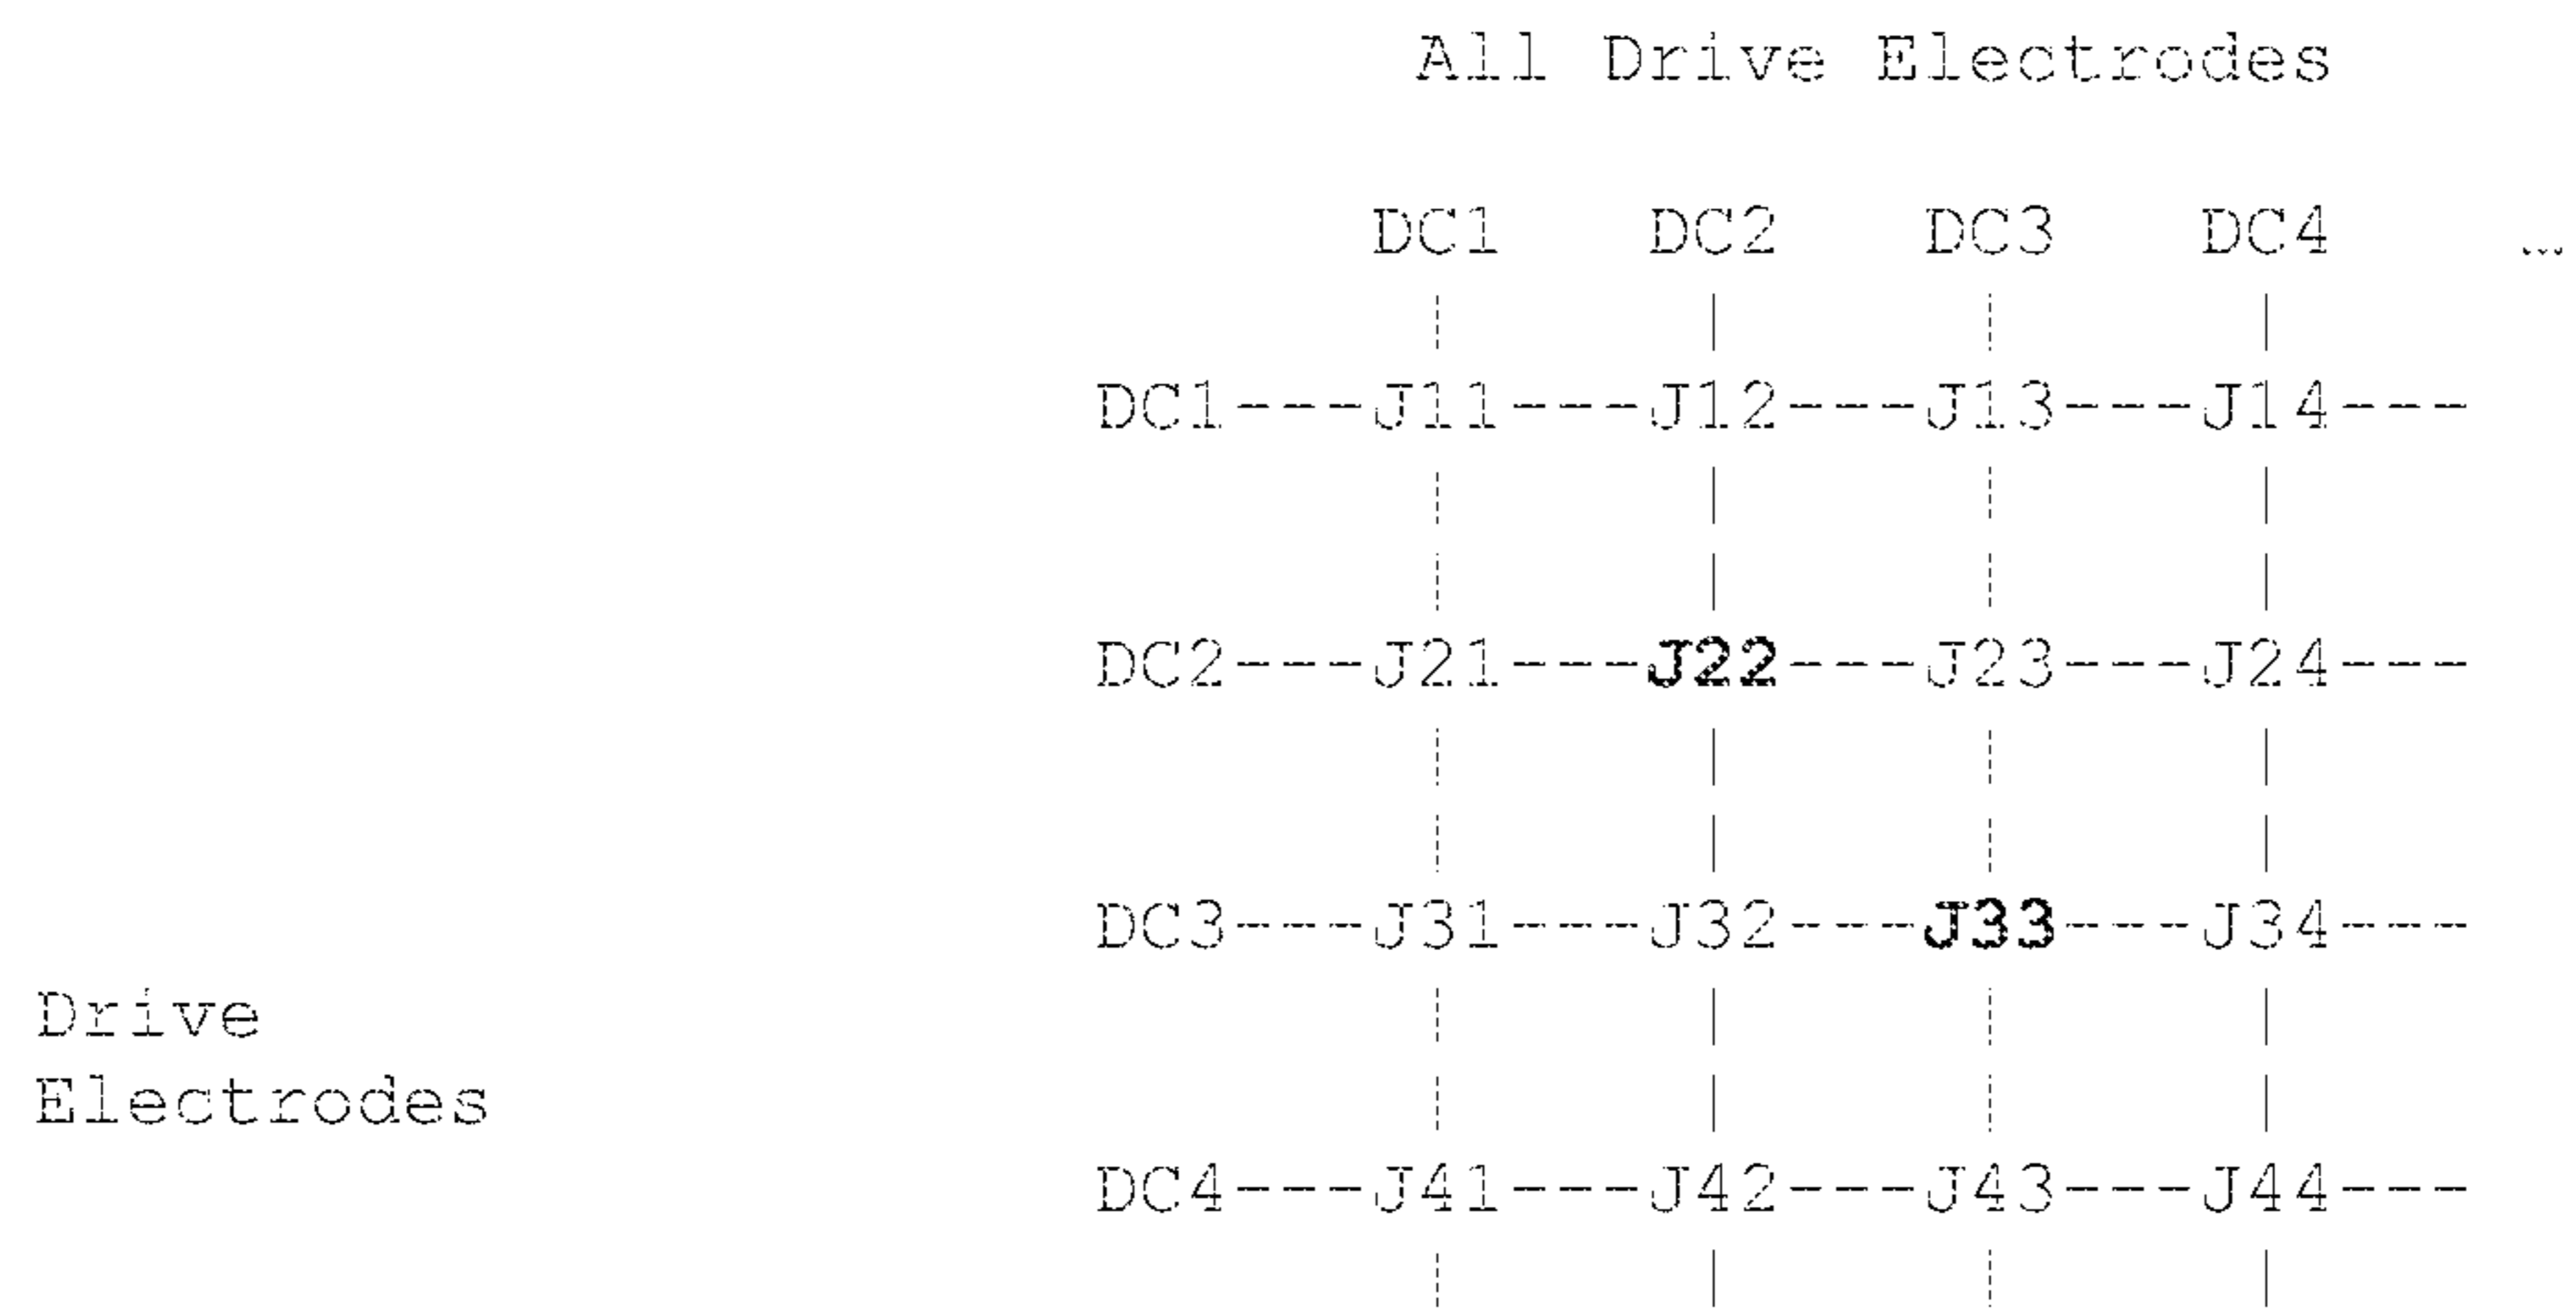 All Drive Electrodes
DC1 DC2 DC3 DC4 ...
DC1---J11---J12---J13---J14---
DC2---J21---J22---J23---J24---
DC3---J31---J32---J33---J34---
Drive
Electrodes
DC4---J41---J42---J43---J44---